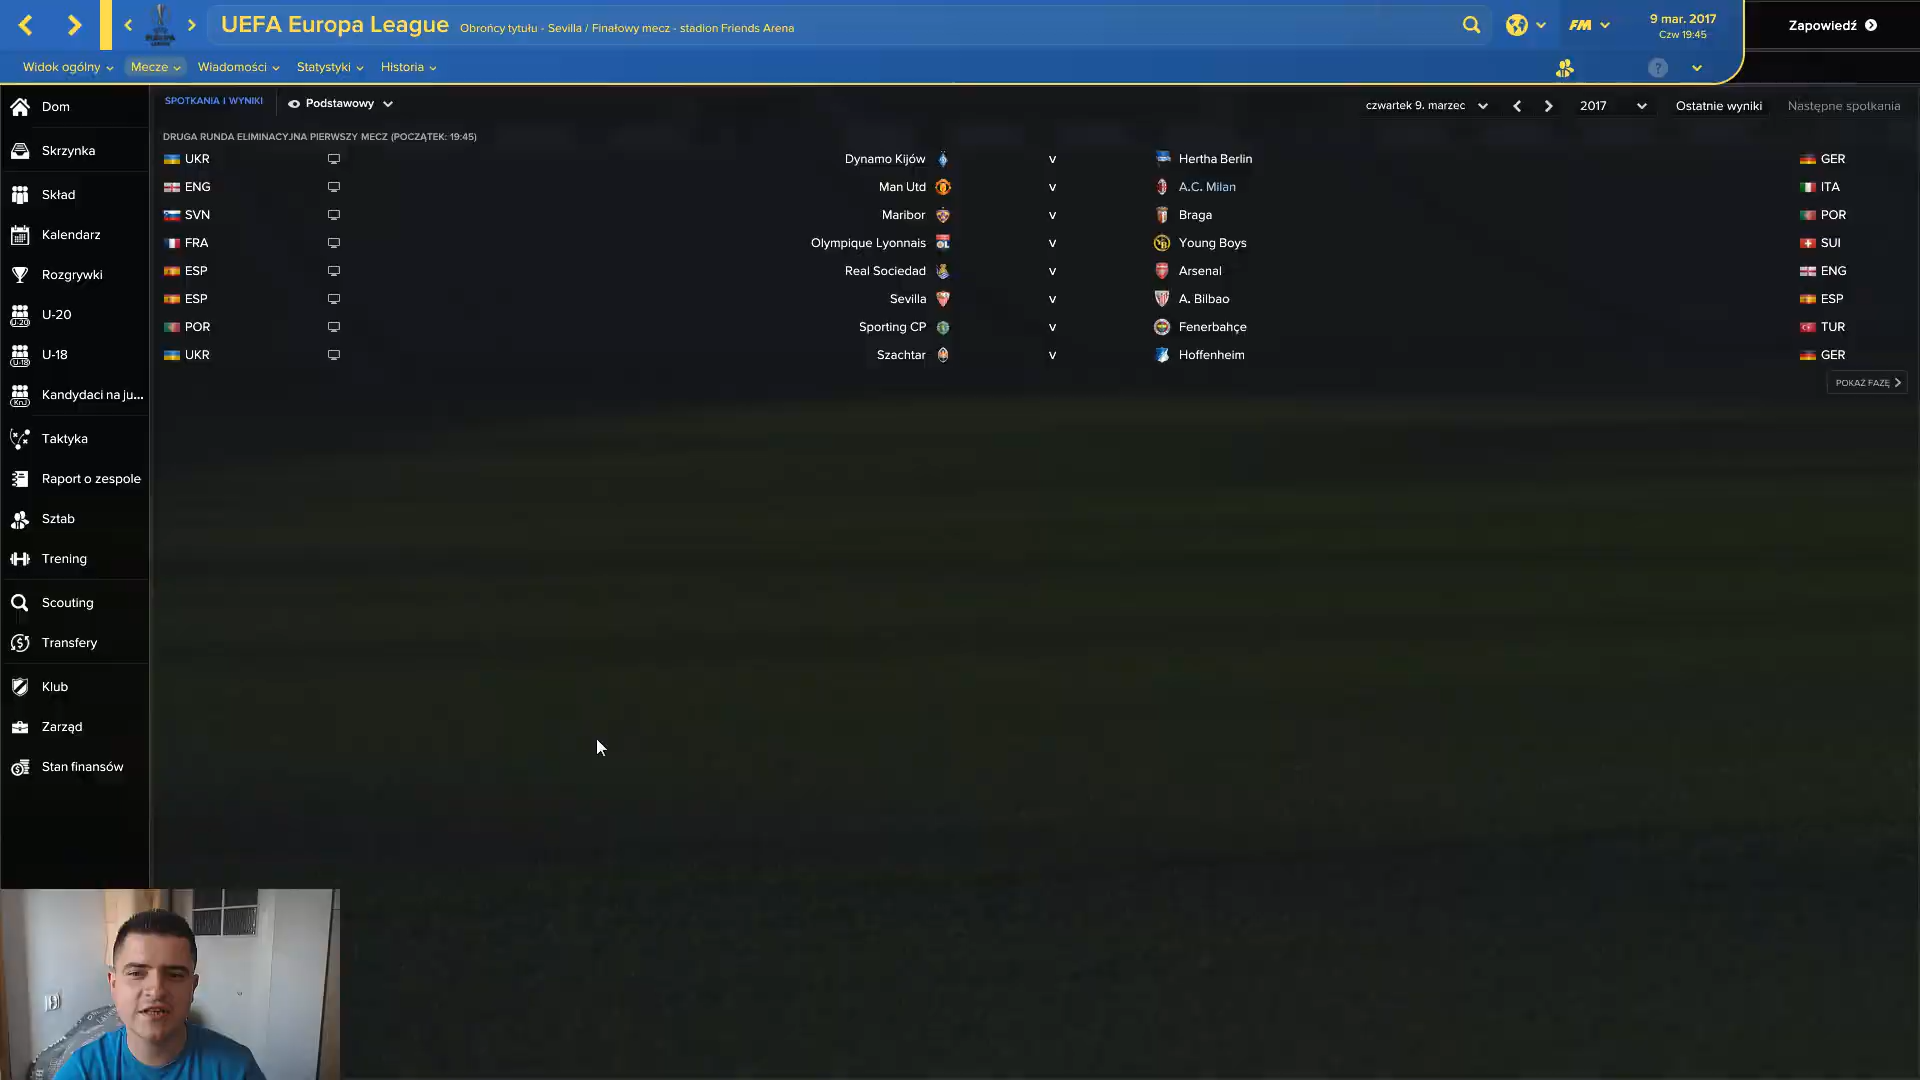 UEFA Europa League Obrońcy tytułu - Sevilla / Finałowy mecz - stadion Friends Arena
FM
9 mar. 2017
Czw 19:45
Zapowiedź
Widok ogólny
Mecze
Wiadomości
Statystyki
Historia
?
Dom
Skrzynka
Skład
Kalendarz
Rozgrywki
U-20
U-20
U-18
U-18
KnJ
Kandydaci na ju...
Taktyka
Raport o zespole
Sztab
Trening
Scouting
Transfery
Klub
Zarząd
Stan finansów
SPOTKANIA I WYNIKI
Podstawowy
czwartek 9. marzec
2017
Ostatnie wyniki
Następne spotkania
DRUGA RUNDA ELIMINACYJNA PIERWSZY MECZ (POCZĄTEK: 19:45)
UKR Dynamo Kijów v Hertha Berlin GER
ENG Man Utd v A.C. Milan ITA
SVN Maribor v Braga POR
FRA Olympique Lyonnais v Young Boys SUI
ESP Real Sociedad v Arsenal ENG
ESP Sevilla v A. Bilbao ESP
POR Sporting CP v Fenerbahçe TUR
UKR Szachtar v Hoffenheim GER
POKAŻ FAZĘ